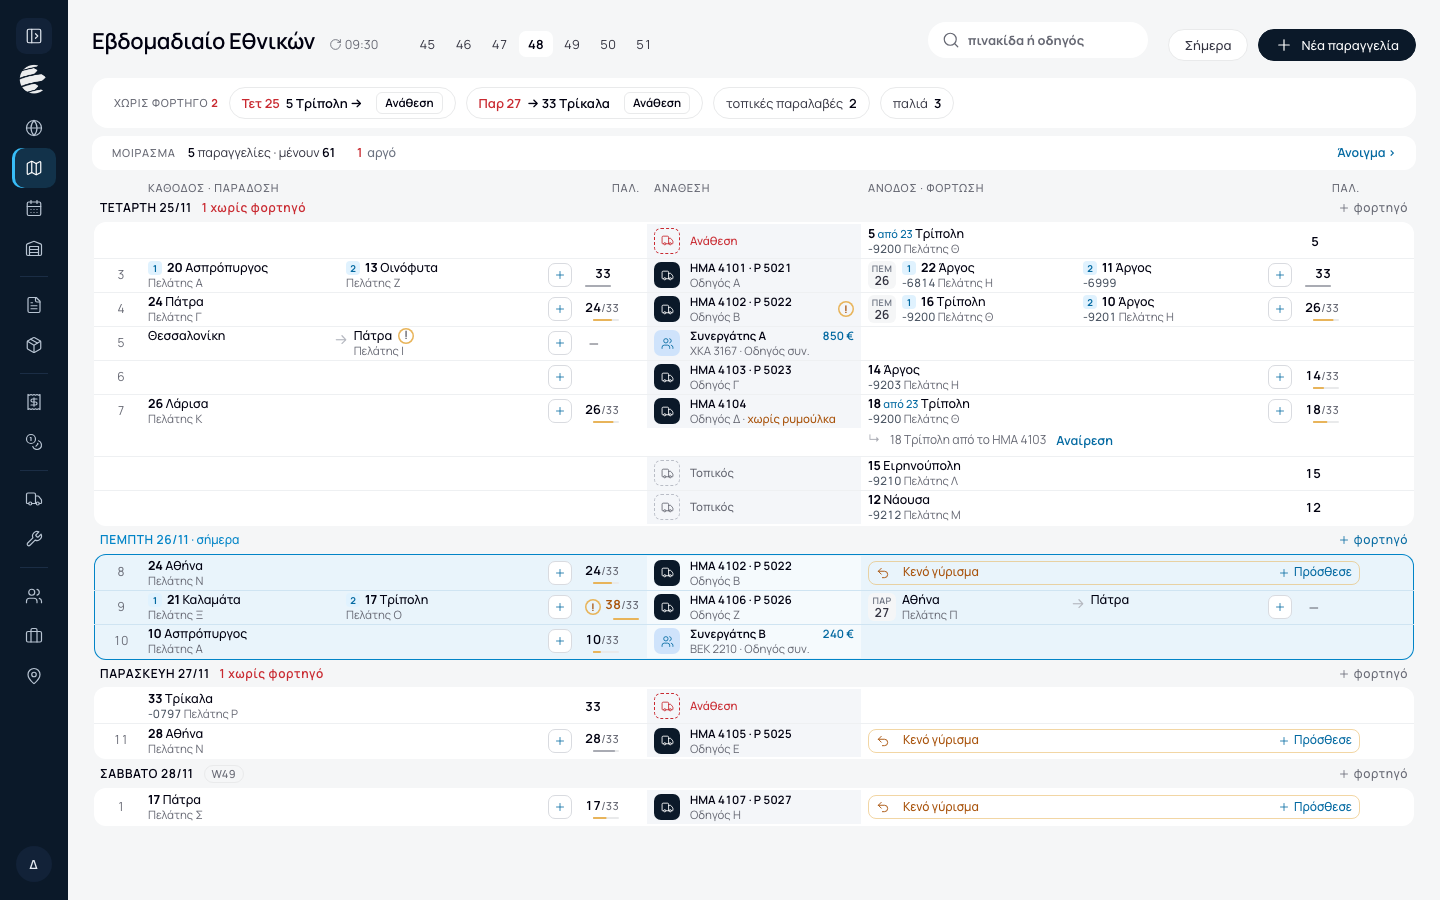 Εβδομαδιαίο Εθνικών 09:30 45 46 47 48 49 50 51 πινακίδα ή οδηγός Σήμερα Νέα παραγγελία
ΧΩΡΙΣ ΦΟΡΤΗΓΟ 2 Τετ 25 5 Τρίπολη → Ανάθεση Παρ 27 → 33 Τρίκαλα Ανάθεση τοπικές παραλαβές 2 παλιά 3
ΜΟΙΡΑΣΜΑ 5 παραγγελίες · μένουν 61 1 αργό Άνοιγμα ›
ΚΑΘΟΔΟΣ · ΠΑΡΑΔΟΣΗ ΠΑΛ. ΑΝΑΘΕΣΗ ΑΝΟΔΟΣ · ΦΟΡΤΩΣΗ ΠΑΛ.
ΤΕΤΑΡΤΗ 25/11 1 χωρίς φορτηγό + φορτηγό
Ανάθεση 5 από 23 Τρίπολη 5
-9200 Πελάτης Θ
3 1 20 Ασπρόπυργος 2 13 Οινόφυτα + 33 ΗΜΑ 4101 · Ρ 5021 ΠΕΜ 26 1 22 Άργος 2 11 Άργος + 33
Πελάτης Α Πελάτης Ζ Οδηγός Α -6814 Πελάτης Η -6999
4 24 Πάτρα + 24/33 ΗΜΑ 4102 · Ρ 5022 ΠΕΜ 26 1 16 Τρίπολη 2 10 Άργος + 26/33
Πελάτης Γ Οδηγός Β -9200 Πελάτης Θ -9201 Πελάτης Η
5 Θεσσαλονίκη → Πάτρα + – Συνεργάτης Α 850 €
Πελάτης Ι ΧΚΑ 3167 · Οδηγός συν.
6 + ΗΜΑ 4103 · Ρ 5023 14 Άργος + 14/33
Οδηγός Γ -9203 Πελάτης Η
7 26 Λάρισα + 26/33 ΗΜΑ 4104 18 από 23 Τρίπολη + 18/33
Πελάτης Κ Οδηγός Δ · χωρίς ρυμούλκα -9200 Πελάτης Θ
18 Τρίπολη από το ΗΜΑ 4103 Αναίρεση
Τοπικός 15 Ειρηνούπολη 15
-9210 Πελάτης Λ
Τοπικός 12 Νάουσα 12
-9212 Πελάτης Μ
ΠΕΜΠΤΗ 26/11 · σήμερα + φορτηγό
8 24 Αθήνα + 24/33 ΗΜΑ 4102 · Ρ 5022 Κενό γύρισμα + Πρόσθεσε
Πελάτης Ν Οδηγός Β
9 1 21 Καλαμάτα 2 17 Τρίπολη + 38/33 ΗΜΑ 4106 · Ρ 5026 ΠΑΡ 27 Αθήνα → Πάτρα + –
Πελάτης Ξ Πελάτης Ο Οδηγός Ζ Πελάτης Π
10 10 Ασπρόπυργος + 10/33 Συνεργάτης Β 240 €
Πελάτης Α ΒΕΚ 2210 · Οδηγός συν.
ΠΑΡΑΣΚΕΥΗ 27/11 1 χωρίς φορτηγό + φορτηγό
33 Τρίκαλα 33 Ανάθεση
-0797 Πελάτης Ρ
11 28 Αθήνα + 28/33 ΗΜΑ 4105 · Ρ 5025 Κενό γύρισμα + Πρόσθεσε
Πελάτης Ν Οδηγός Ε
ΣΑΒΒΑΤΟ 28/11 W49 + φορτηγό
1 17 Πάτρα + 17/33 ΗΜΑ 4107 · Ρ 5027 Κενό γύρισμα + Πρόσθεσε
Πελάτης Σ Οδηγός Η
Δ